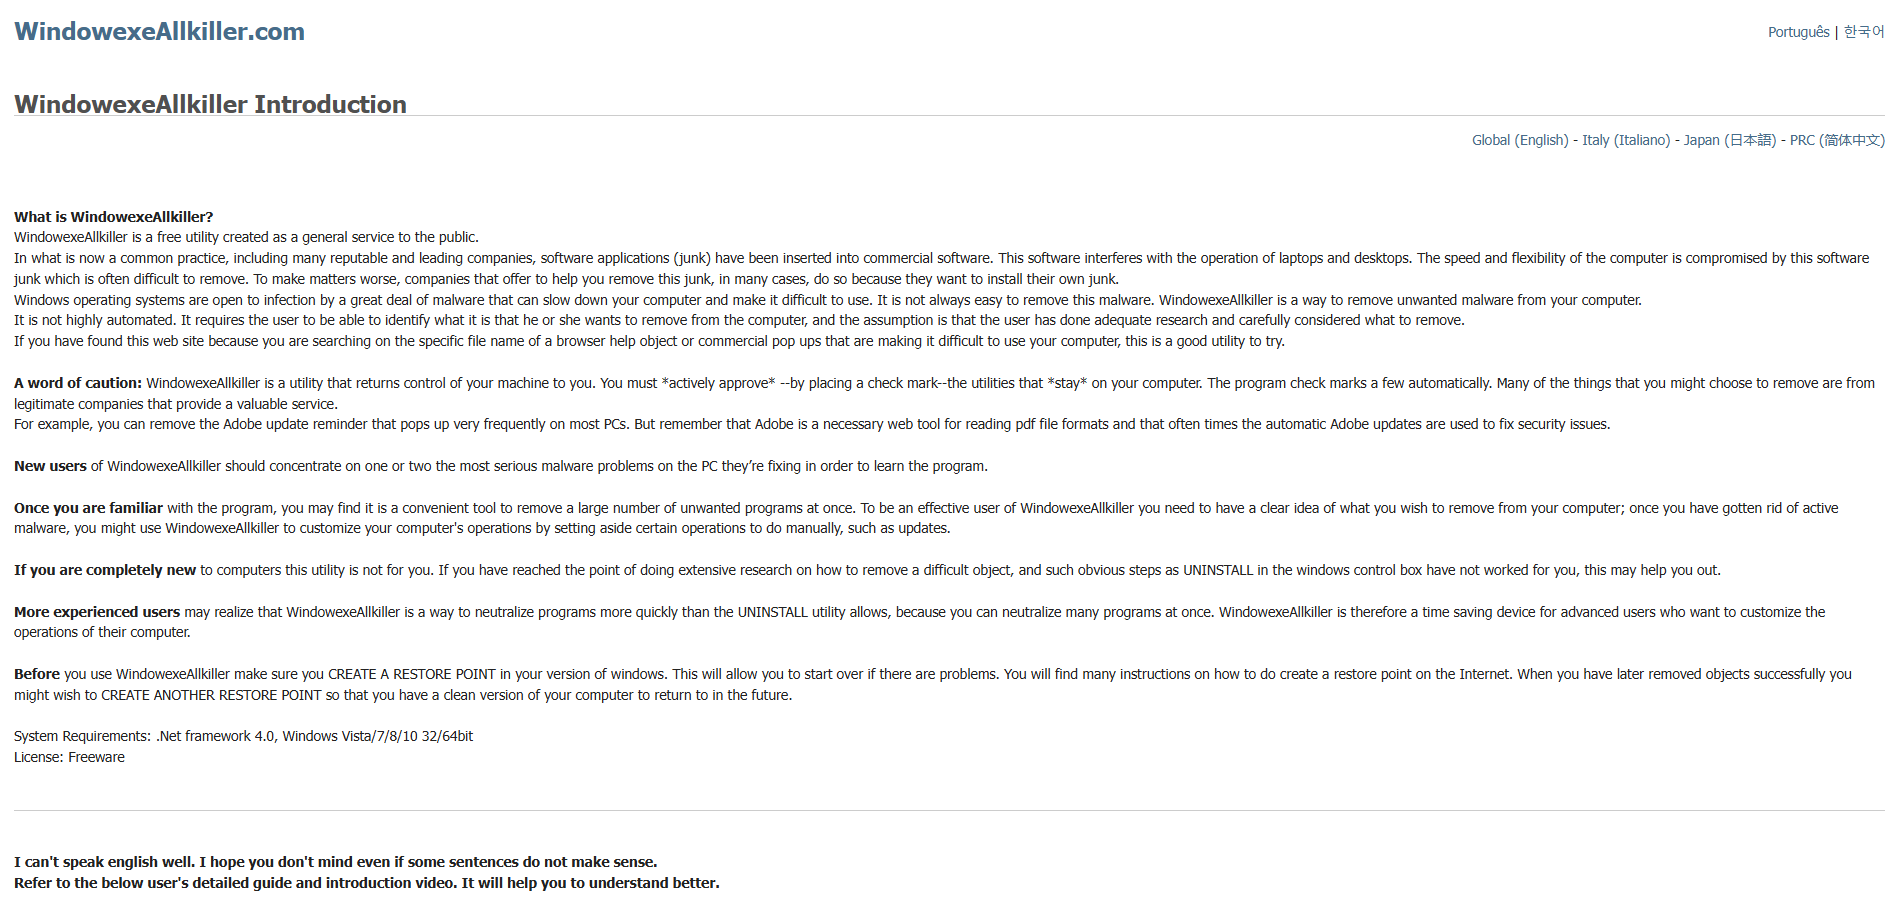 WindowexeAllkiller.com
Português | 한국어
WindowexeAllkiller Introduction
Global (English) - Italy (Italiano) - Japan (日本語) - PRC (简体中文)
What is WindowexeAllkiller?
WindowexeAllkiller is a free utility created as a general service to the public.
In what is now a common practice, including many reputable and leading companies, software applications (junk) have been inserted into commercial software. This software interferes with the operation of laptops and desktops. The speed and flexibility of the computer is compromised by this software
junk which is often difficult to remove. To make matters worse, companies that offer to help you remove this junk, in many cases, do so because they want to install their own junk.
Windows operating systems are open to infection by a great deal of malware that can slow down your computer and make it difficult to use. It is not always easy to remove this malware. WindowexeAllkiller is a way to remove unwanted malware from your computer.
It is not highly automated. It requires the user to be able to identify what it is that he or she wants to remove from the computer, and the assumption is that the user has done adequate research and carefully considered what to remove.
If you have found this web site because you are searching on the specific file name of a browser help object or commercial pop ups that are making it difficult to use your computer, this is a good utility to try.
A word of caution: WindowexeAllkiller is a utility that returns control of your machine to you. You must *actively approve* --by placing a check mark--the utilities that *stay* on your computer. The program check marks a few automatically. Many of the things that you might choose to remove are from
legitimate companies that provide a valuable service.
For example, you can remove the Adobe update reminder that pops up very frequently on most PCs. But remember that Adobe is a necessary web tool for reading pdf file formats and that often times the automatic Adobe updates are used to fix security issues.
New users of WindowexeAllkiller should concentrate on one or two the most serious malware problems on the PC they’re fixing in order to learn the program.
Once you are familiar with the program, you may find it is a convenient tool to remove a large number of unwanted programs at once. To be an effective user of WindowexeAllkiller you need to have a clear idea of what you wish to remove from your computer; once you have gotten rid of active
malware, you might use WindowexeAllkiller to customize your computer's operations by setting aside certain operations to do manually, such as updates.
If you are completely new to computers this utility is not for you. If you have reached the point of doing extensive research on how to remove a difficult object, and such obvious steps as UNINSTALL in the windows control box have not worked for you, this may help you out.
More experienced users may realize that WindowexeAllkiller is a way to neutralize programs more quickly than the UNINSTALL utility allows, because you can neutralize many programs at once. WindowexeAllkiller is therefore a time saving device for advanced users who want to customize the
operations of their computer.
Before you use WindowexeAllkiller make sure you CREATE A RESTORE POINT in your version of windows. This will allow you to start over if there are problems. You will find many instructions on how to do create a restore point on the Internet. When you have later removed objects successfully you
might wish to CREATE ANOTHER RESTORE POINT so that you have a clean version of your computer to return to in the future.
System Requirements: .Net framework 4.0, Windows Vista/7/8/10 32/64bit
License: Freeware
I can't speak english well. I hope you don't mind even if some sentences do not make sense.
Refer to the below user's detailed guide and introduction video. It will help you to understand better.